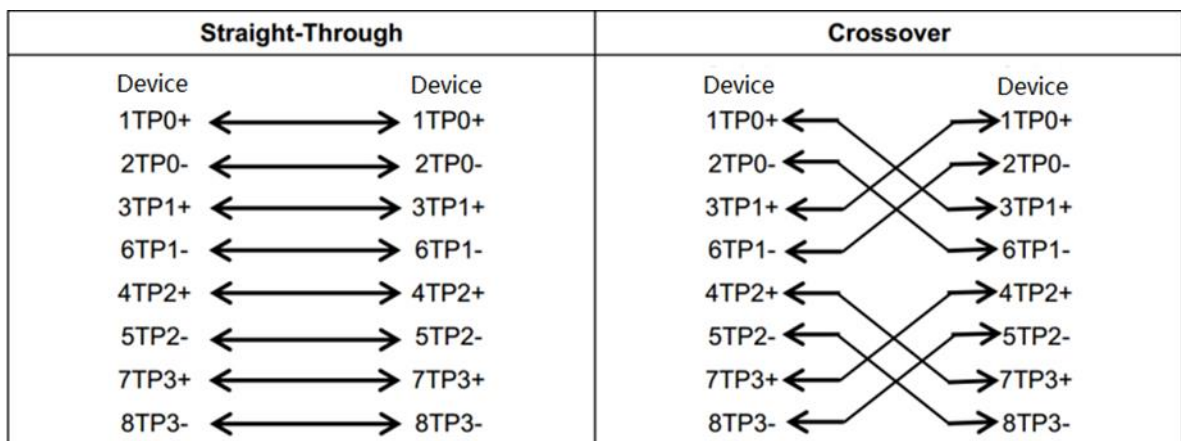 Straight-Through Crossover
Device Device Device Device
1TP0+ 1TP0+ 1TP0+ 1TP0+
2TP0- 2TP0- 2TP0- 2TP0-
3TP1+ 3TP1+ 3TP1+ 3TP1+
6TP1- 6TP1- 6TP1- 6TP1-
4TP2+ 4TP2+ 4TP2+ 4TP2+
5TP2- 5TP2- 5TP2- 5TP2-
7TP3+ 7TP3+ 7TP3+ 7TP3+
8TP3- 8TP3- 8TP3- 8TP3-